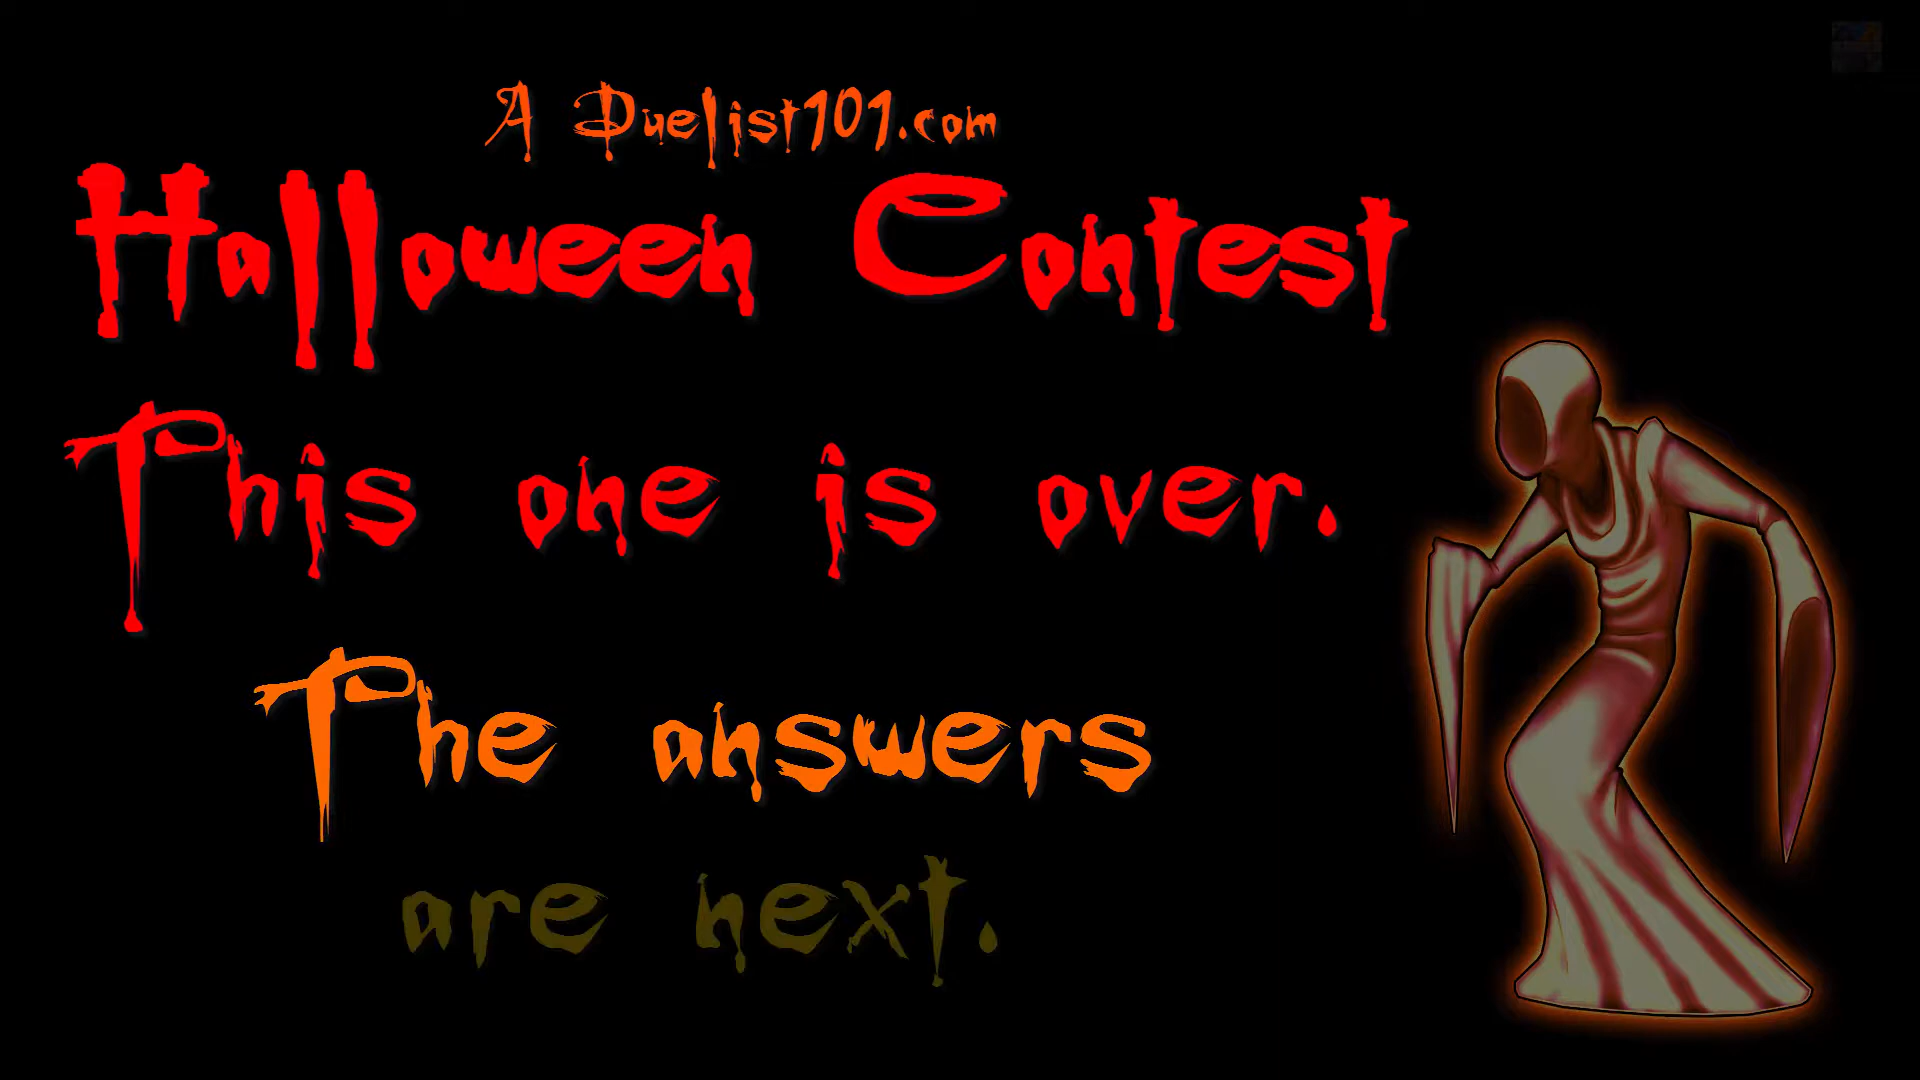 A Duelist101.com
Halloween Contest
This one is over.
The answers
are next.